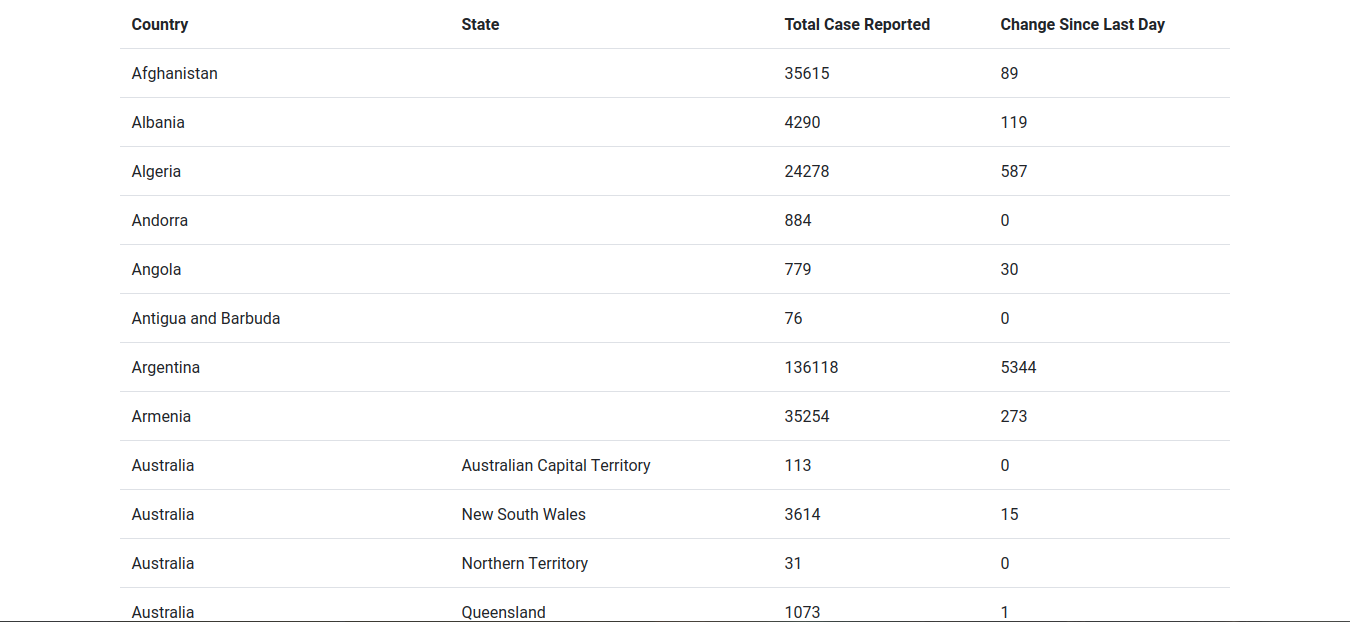 Country State Total Case Reported Change Since Last Day
Afghanistan 35615 89
Albania 4290 119
Algeria 24278 587
Andorra 884 0
Angola 779 30
Antigua and Barbuda 76 0
Argentina 136118 5344
Armenia 35254 273
Australia Australian Capital Territory 113 0
Australia New South Wales 3614 15
Australia Northern Territory 31 0
Australia Queensland 1073 1